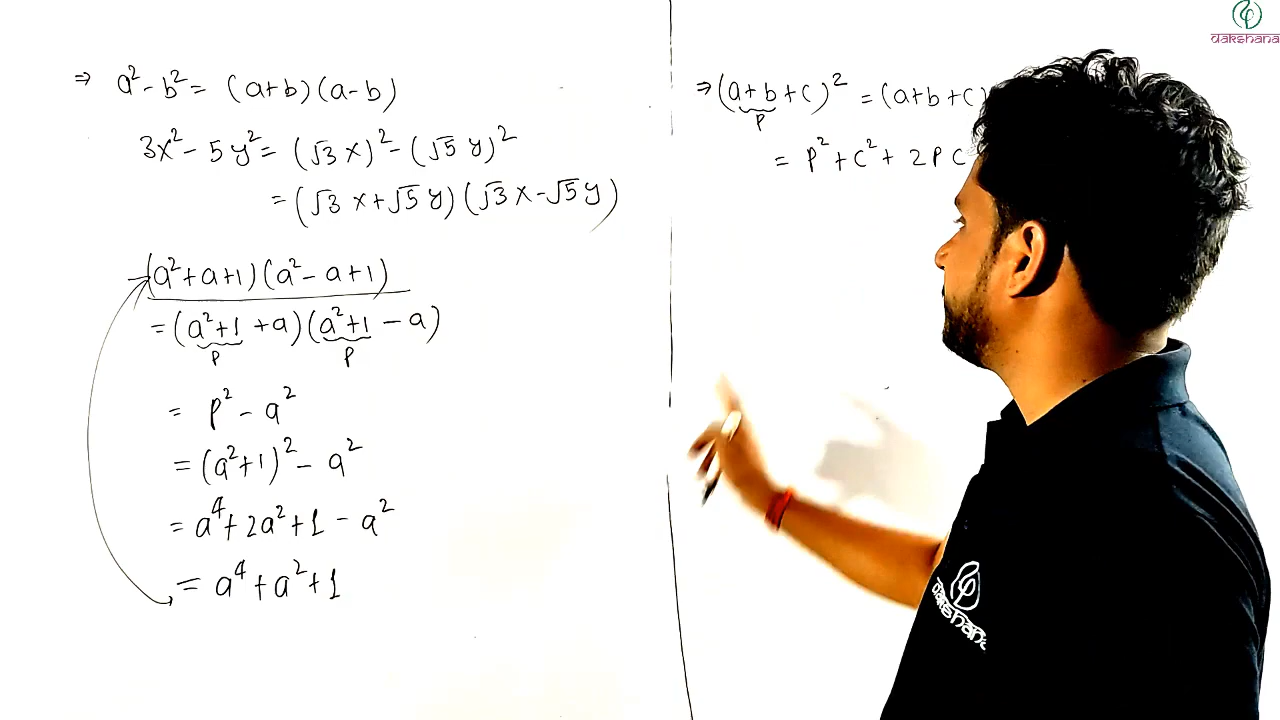 ⇒ a² - b² = (a+b)(a-b)
3x² - 5y² = (√3 x)² - (√5 y)²
= (√3 x + √5 y)(√3 x - √5 y)
(a² + a + 1)(a² - a + 1)
= (a² + 1 + a)(a² + 1 - a)
P P
= P² - a²
= (a² + 1)² - a²
= a⁴ + 2a² + 1 - a²
= a⁴ + a² + 1
⇒ (a + b + c)² = (a + b + c)
P
= P² + c² + 2PC
dakshana
dakshana